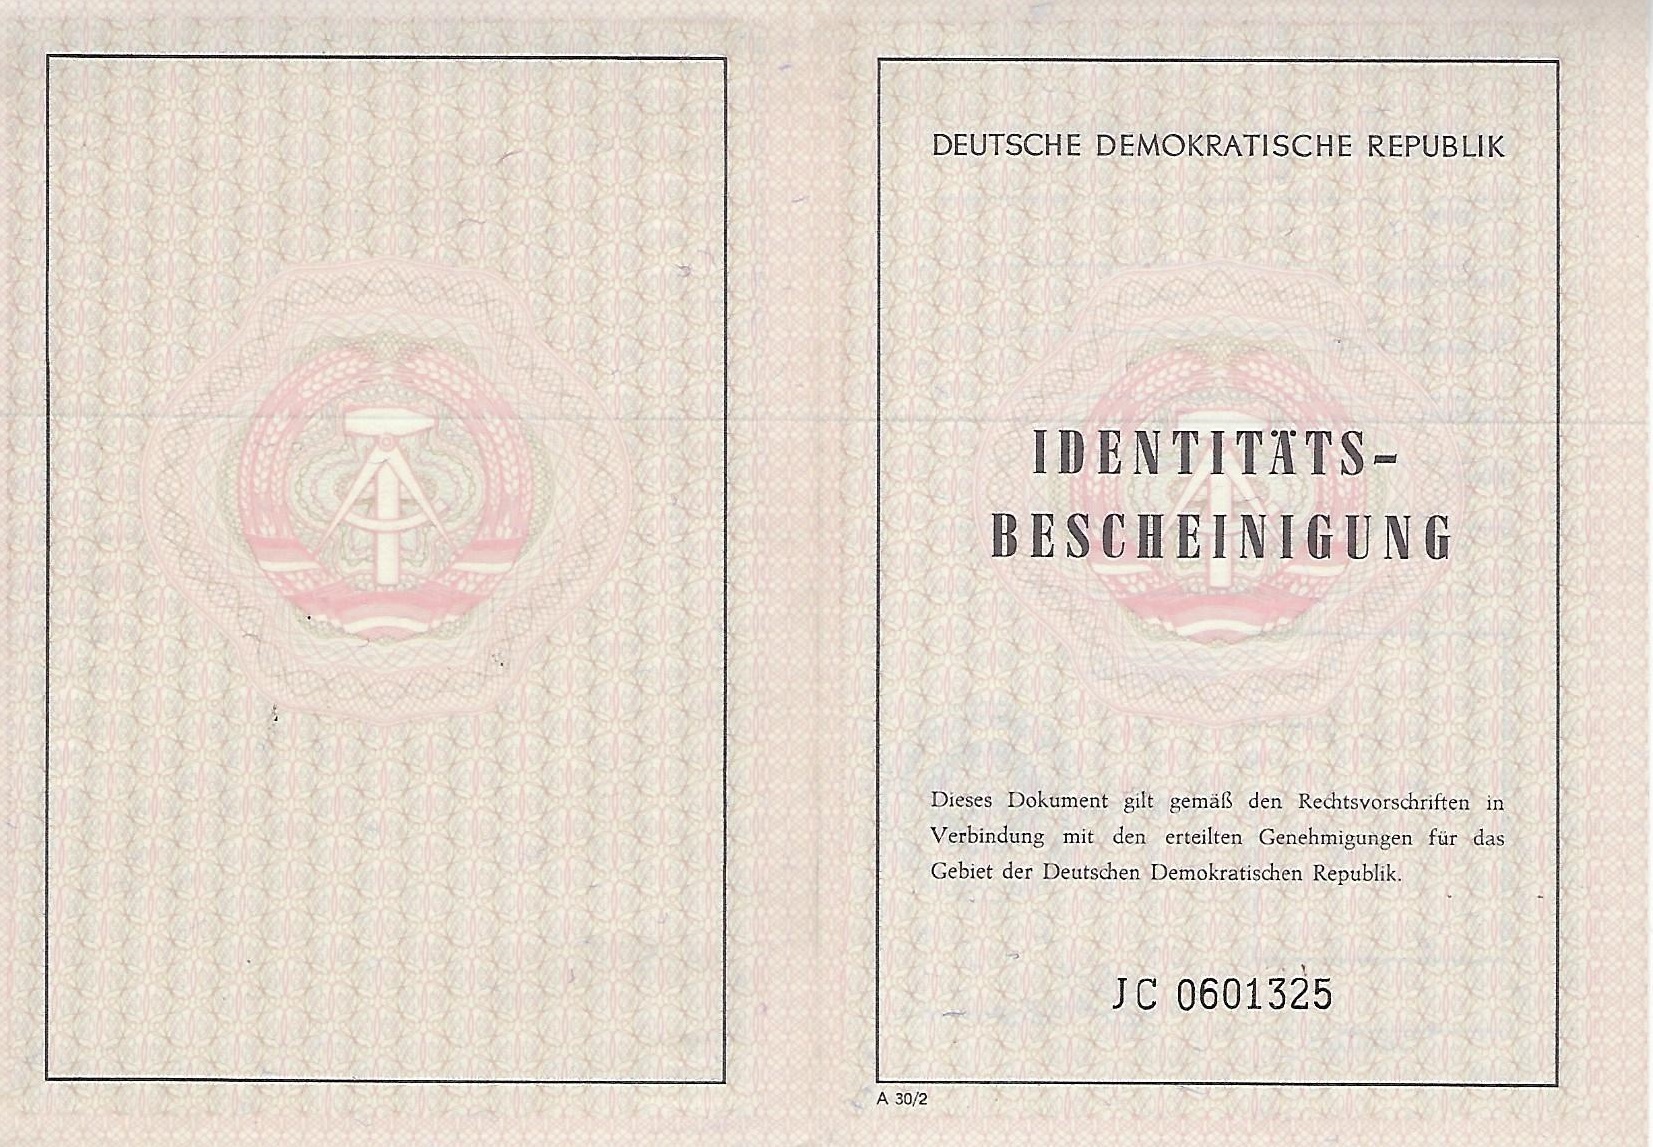 DEUTSCHE DEMOKRATISCHE REPUBLIK
IDENTITÄTS-
BESCHEINIGUNG
Dieses Dokument gilt gemäß den Rechtsvorschriften in
Verbindung mit den erteilten Genehmigungen für das
Gebiet der Deutschen Demokratischen Republik.
JC 0601325
A 30/2